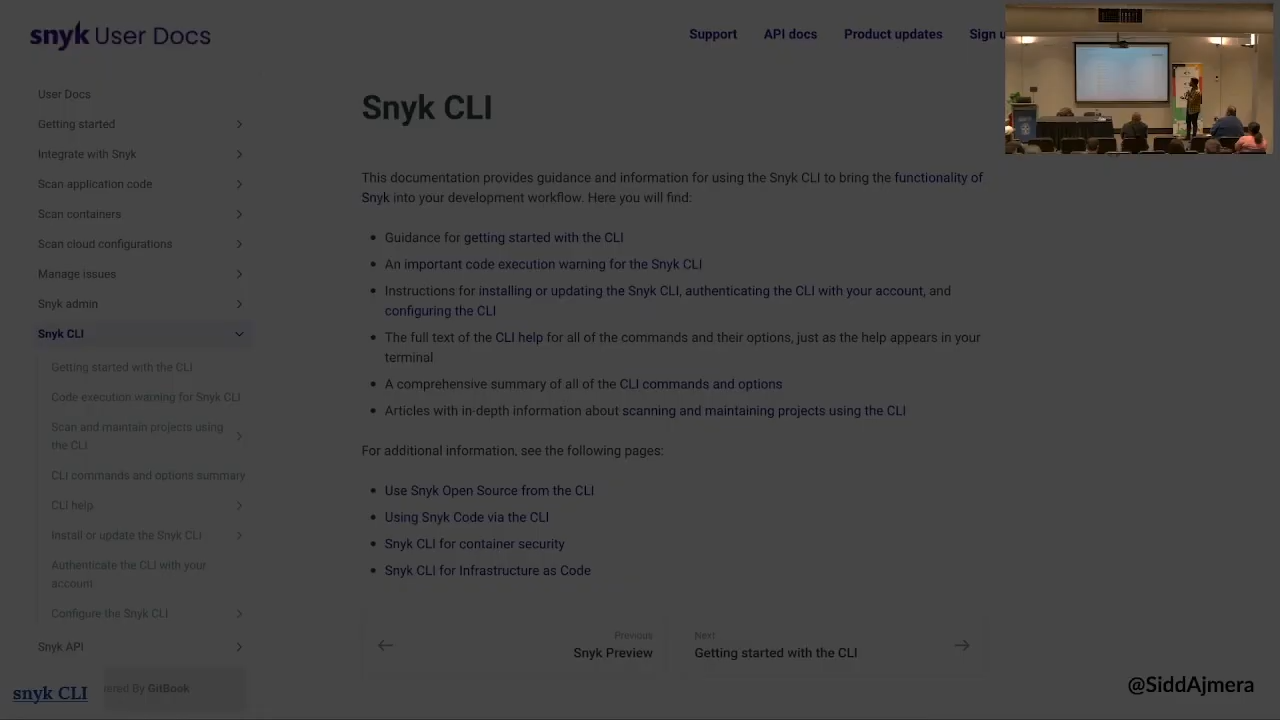 snyk User Docs
Support
API docs
Product updates
Sign u
User Docs
Getting started
Integrate with Snyk
Scan application code
Scan containers
Scan cloud configurations
Manage issues
Snyk admin
Snyk CLI
Getting started with the CLI
Code execution warning for Snyk CLI
Scan and maintain projects using
the CLI
CLI commands and options summary
CLI help
Install or update the Snyk CLI
Authenticate the CLI with your
account
Configure the Snyk CLI
Snyk API
ered By GitBook
snyk CLI
Snyk CLI
This documentation provides guidance and information for using the Snyk CLI to bring the functionality of
Snyk into your development workflow. Here you will find:
Guidance for getting started with the CLI
An important code execution warning for the Snyk CLI
Instructions for installing or updating the Snyk CLI, authenticating the CLI with your account, and
configuring the CLI
The full text of the CLI help for all of the commands and their options, just as the help appears in your
terminal
A comprehensive summary of all of the CLI commands and options
Articles with in-depth information about scanning and maintaining projects using the CLI
For additional information, see the following pages:
Use Snyk Open Source from the CLI
Using Snyk Code via the CLI
Snyk CLI for container security
Snyk CLI for Infrastructure as Code
Previous
Snyk Preview
Next
Getting started with the CLI
@SiddAjmera